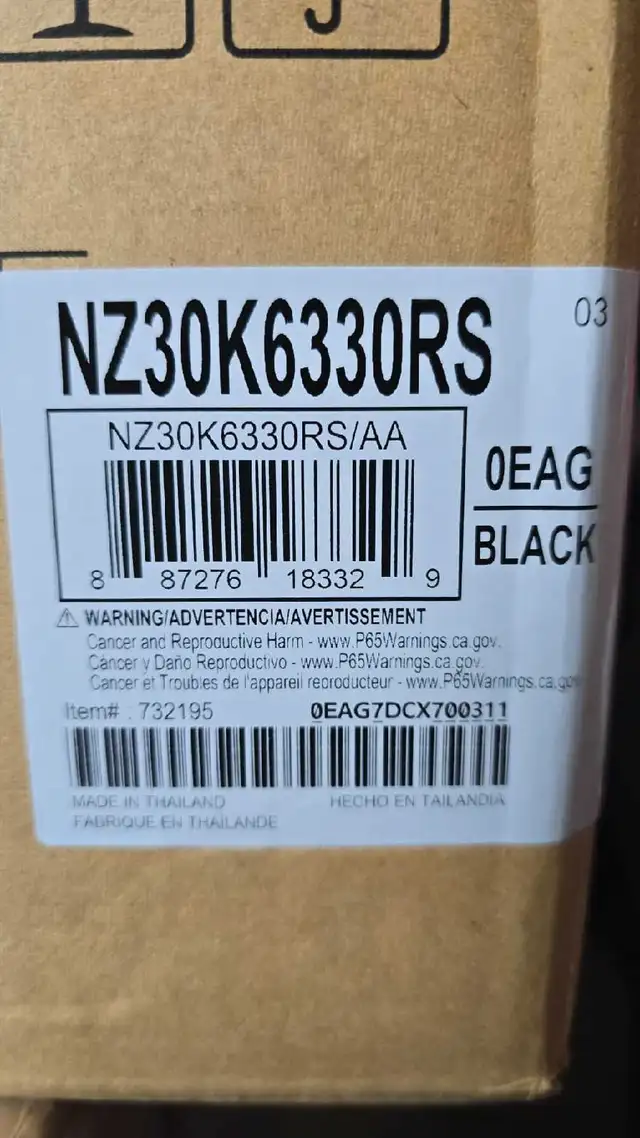 NZ30K6330RS
03
NZ30K6330RS/AA
8 87276 18332 9
0EAG
BLACK
⚠ WARNING/ADVERTENCIA/AVERTISSEMENT
Cancer and Reproductive Harm - www.P65Warnings.ca.gov.
Cáncer y Daño Reproductivo - www.P65Warnings.ca.gov.
Cancer et Troubles de l'appareil reproducteur - www.P65Warnings.ca.gov
Item# . 732195
0EAG7DCX700311
MADE IN THAILAND
HECHO EN TAILANDIA
FABRIQUE EN THAILANDE